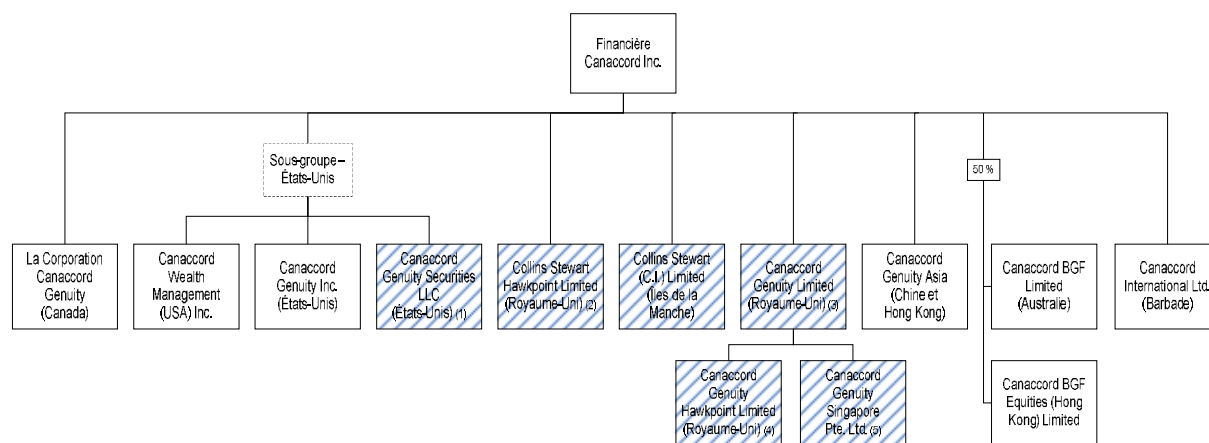 Financière
Canaccord Inc.
Sous-groupe –
États-Unis
50 %
La Corporation
Canaccord
Genuity
(Canada)
Canaccord
Wealth
Management
(USA) Inc.
Canaccord
Genuity Inc.
(États-Unis)
Canaccord
Genuity Securities
LLC
(États-Unis) (1)
Collins Stewart
Hawkpoint Limited
(Royaume-Uni) (2)
Collins Stewart
(C.I.) Limited
(Îles de la
Manche)
Canaccord
Genuity Limited
(Royaume-Uni) (3)
Canaccord
Genuity Asia
(Chine et
Hong Kong)
Canaccord BGF
Limited
(Australie)
Canaccord
International Ltd.
(Barbade)
Canaccord
Genuity
Hawkpoint Limited
(Royaume-Uni) (4)
Canaccord
Genuity
Singapore
Pte. Ltd. (5)
Canaccord BGF
Equities (Hong
Kong) Limited